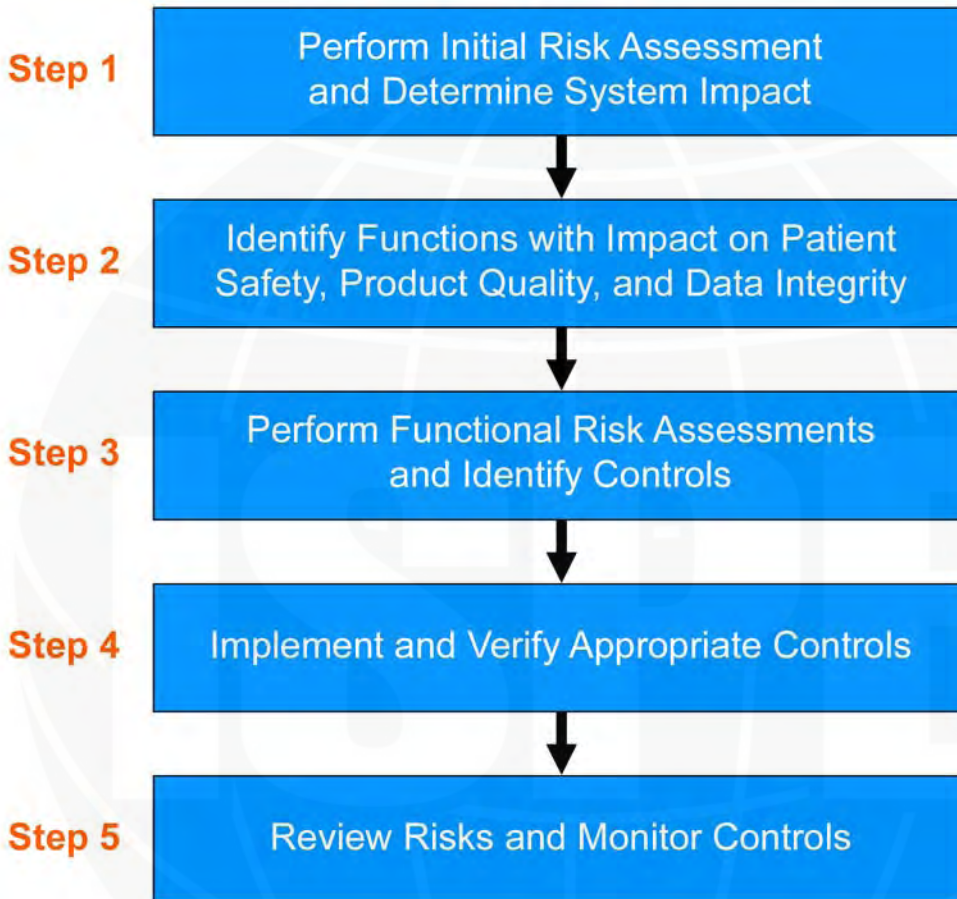 Step 1
Perform Initial Risk Assessment
and Determine System Impact
Step 2
Identify Functions with Impact on Patient
Safety, Product Quality, and Data Integrity
Step 3
Perform Functional Risk Assessments
and Identify Controls
Step 4
Implement and Verify Appropriate Controls
Step 5
Review Risks and Monitor Controls
ISPE